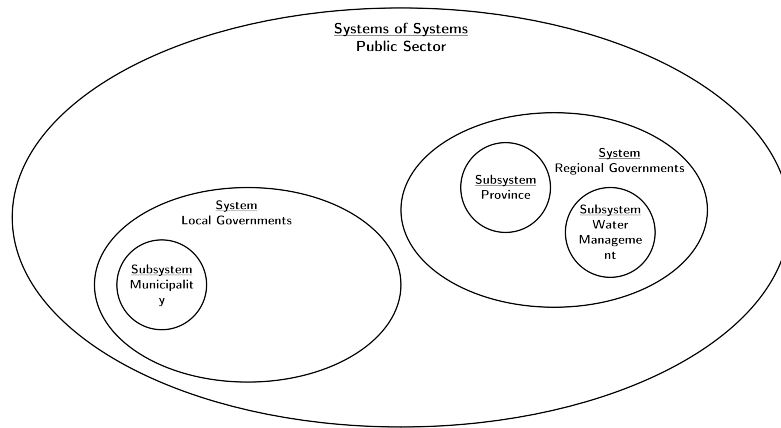 Systems of Systems
Public Sector
System
Regional Governments
Subsystem
Province
Subsystem
Water
Manageme
nt
System
Local Governments
Subsystem
Municipalit
y